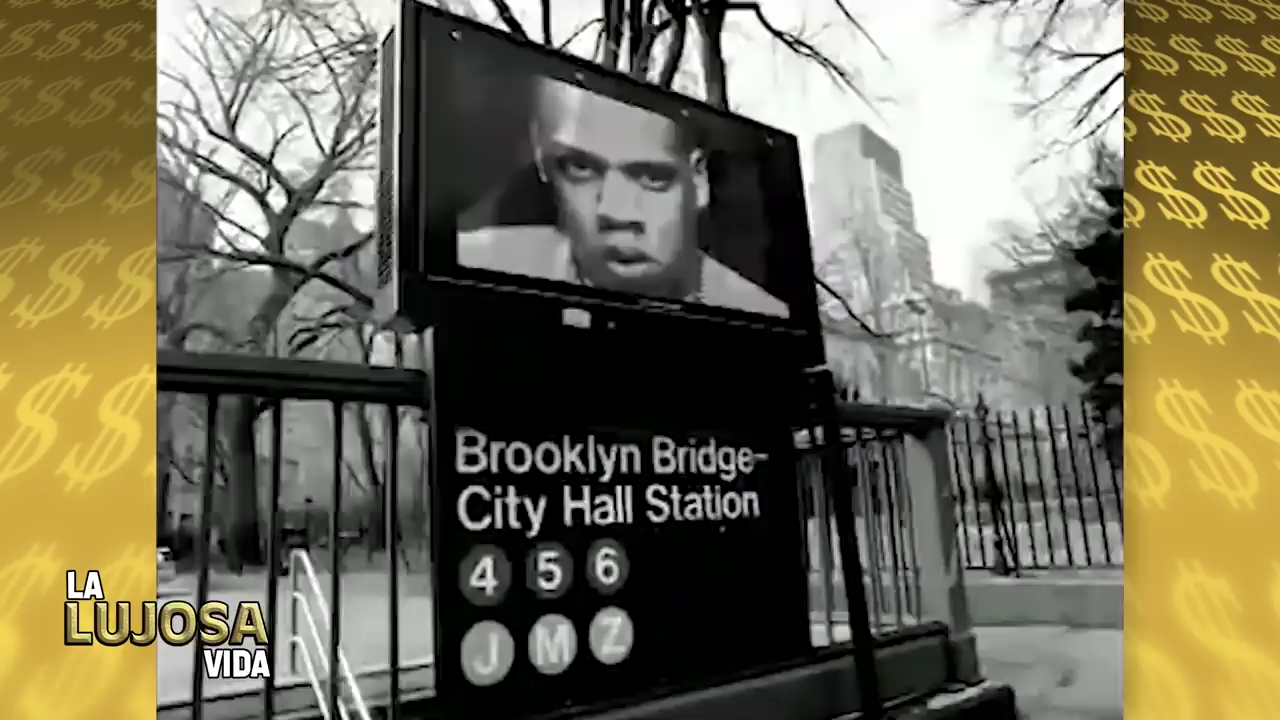 Brooklyn Bridge-
City Hall Station
4 5 6
J M Z
LA
LUJOSA
VIDA